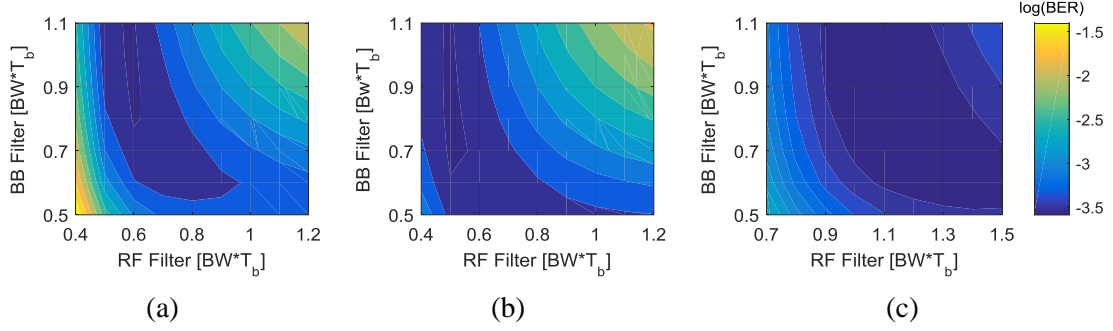 log(BER)
1.1
0.9
0.7
0.5
BB Filter [BW*T_b]
0.4 0.6 0.8 1 1.2
RF Filter [BW*T_b]
(a)
1.1
0.9
0.7
0.5
BB Filter [Bw*T_b]
0.4 0.6 0.8 1 1.2
RF Filter [BW*T_b]
(b)
1.1
0.9
0.7
0.5
BB Filter [BW*T_b]
0.7 0.9 1.1 1.3 1.5
RF Filter [BW*T_b]
(c)
-1.5
-2
-2.5
-3
-3.5